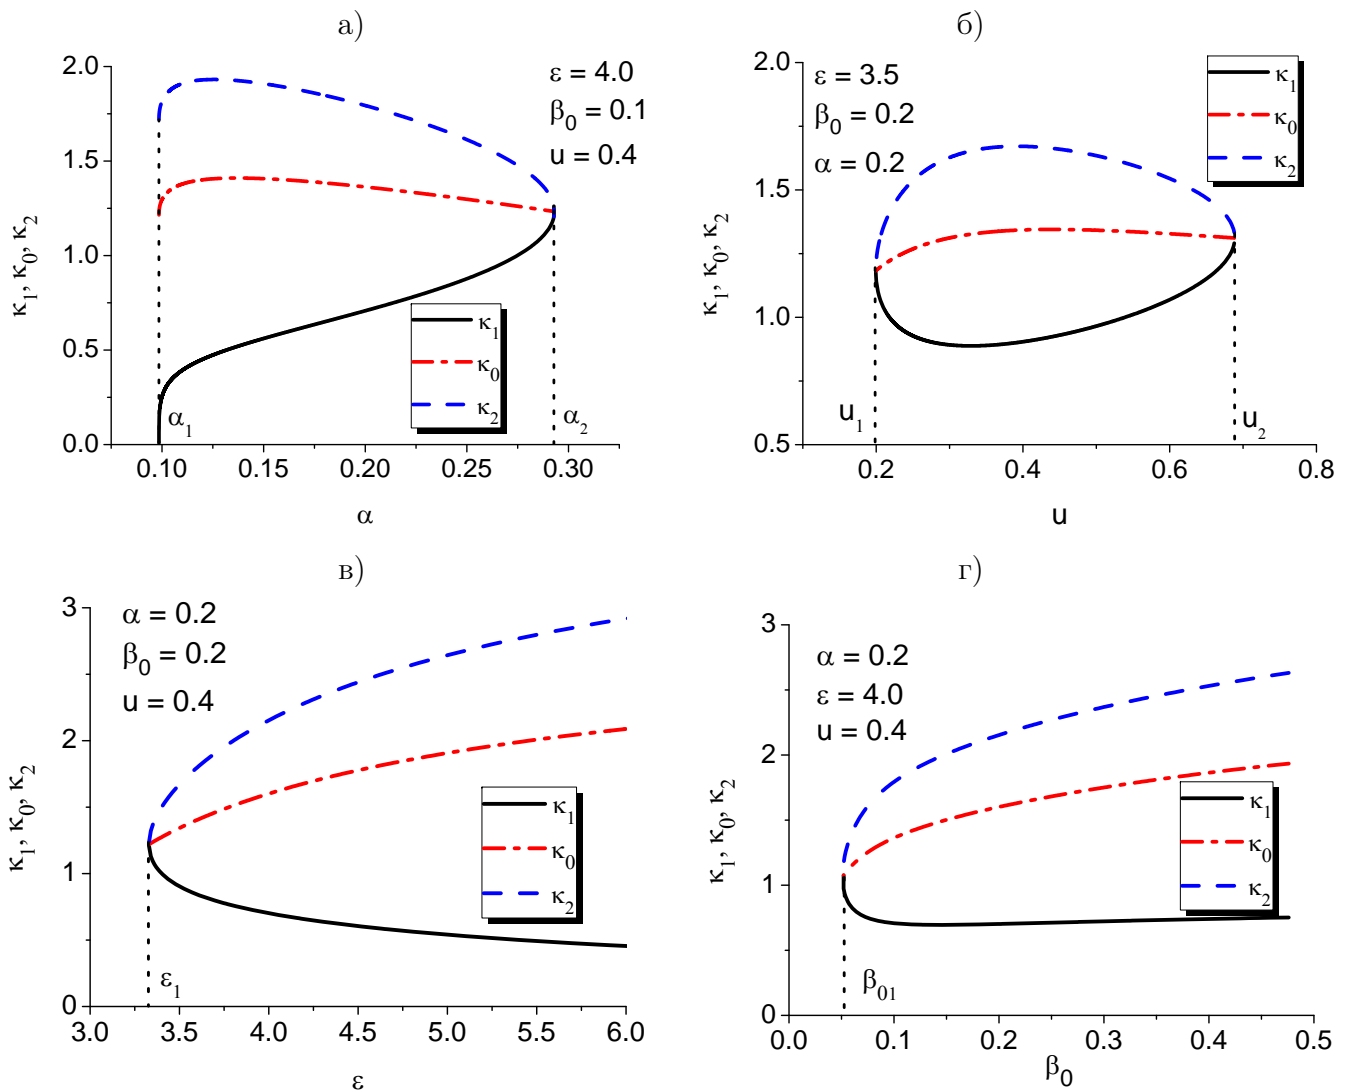 а)
ε = 4.0
β₀ = 0.1
u = 0.4
κ₁, κ₀, κ₂
2.0
1.5
1.0
0.5
0.0
κ₁
κ₀
κ₂
α₁
α₂
0.10 0.15 0.20 0.25 0.30
α
б)
ε = 3.5
β₀ = 0.2
α = 0.2
κ₁
κ₀
κ₂
κ₁, κ₀, κ₂
2.0
1.5
1.0
0.5
u₁
u₂
0.2 0.4 0.6 0.8
u
в)
α = 0.2
β₀ = 0.2
u = 0.4
κ₁, κ₀, κ₂
3
2
1
0
κ₁
κ₀
κ₂
ε₁
3.0 3.5 4.0 4.5 5.0 5.5 6.0
ε
г)
α = 0.2
ε = 4.0
u = 0.4
κ₁, κ₀, κ₂
3
2
1
0
κ₁
κ₀
κ₂
β₀₁
0.0 0.1 0.2 0.3 0.4 0.5
β₀